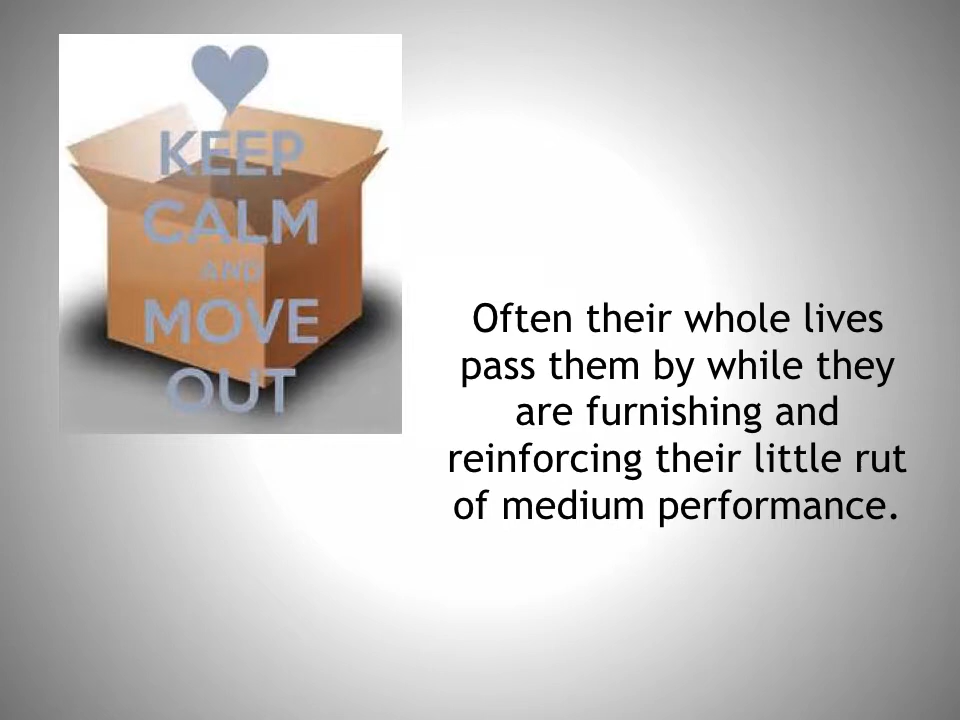 KEEP
CALM
AND
MOVE
OUT
Often their whole lives
pass them by while they
are furnishing and
reinforcing their little rut
of medium performance.